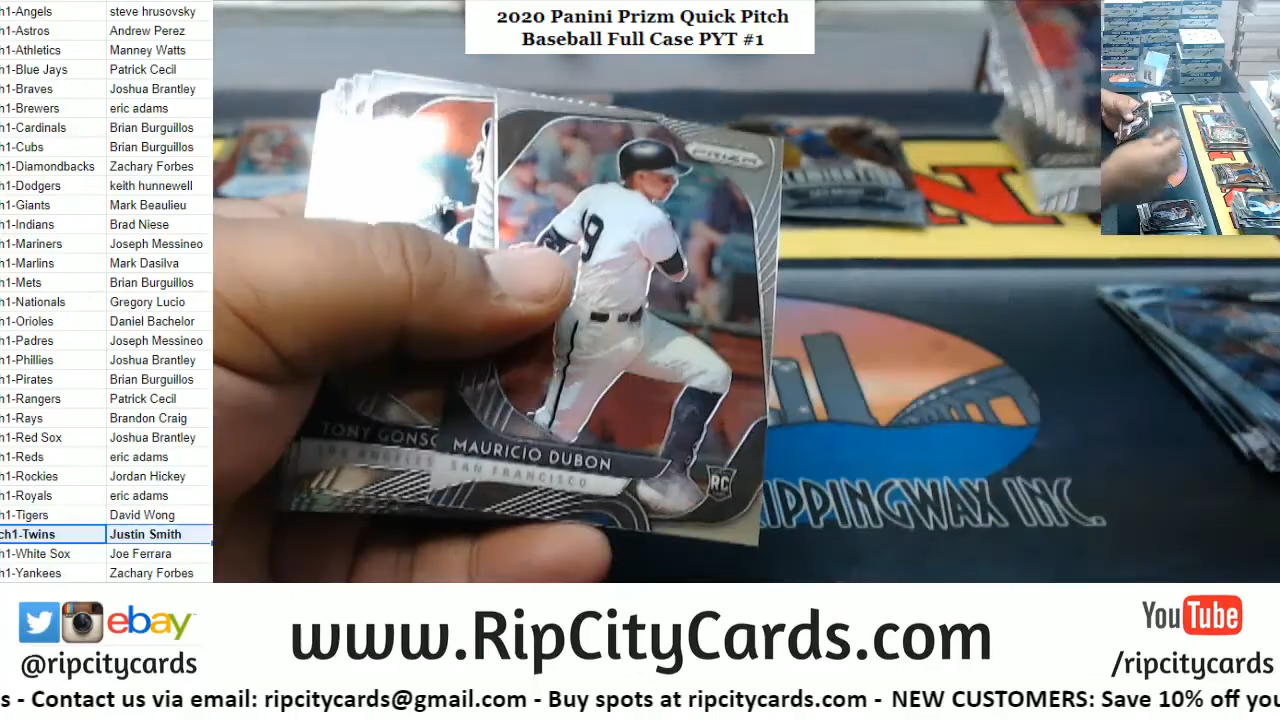 2020 Panini Prizm Quick Pitch
Baseball Full Case PYT #1
h1-Angels steve hrusovsky
h1-Astros Andrew Perez
h1-Athletics Manney Watts
h1-Blue Jays Patrick Cecil
h1-Braves Joshua Brantley
h1-Brewers eric adams
h1-Cardinals Brian Burguillos
h1-Cubs Brian Burguillos
h1-Diamondbacks Zachary Forbes
h1-Dodgers keith hunnewell
h1-Giants Mark Beaulieu
h1-Indians Brad Niese
h1-Mariners Joseph Messineo
h1-Marlins Mark Dasilva
h1-Mets Brian Burguillos
h1-Nationals Gregory Lucio
h1-Orioles Daniel Bachelor
h1-Padres Joseph Messineo
h1-Phillies Joshua Brantley
h1-Pirates Brian Burguillos
h1-Rangers Patrick Cecil
h1-Rays Brandon Craig
h1-Red Sox Joshua Brantley
h1-Reds eric adams
h1-Rockies Jordan Hickey
h1-Royals eric adams
h1-Tigers David Wong
ch1-Twins Justin Smith
h1-White Sox Joe Ferrara
h1-Yankees Zachary Forbes
PRIZM
9
TONY GONSO
LOS ANGELES
MAURICIO DUBON
SAN FRANCISCO
RC
RIPPINGWAX INC.
ebay
@ripcitycards
www.RipCityCards.com
YouTube
/ripcitycards
s - Contact us via email: ripcitycards@gmail.com - Buy spots at ripcitycards.com - NEW CUSTOMERS: Save 10% off you